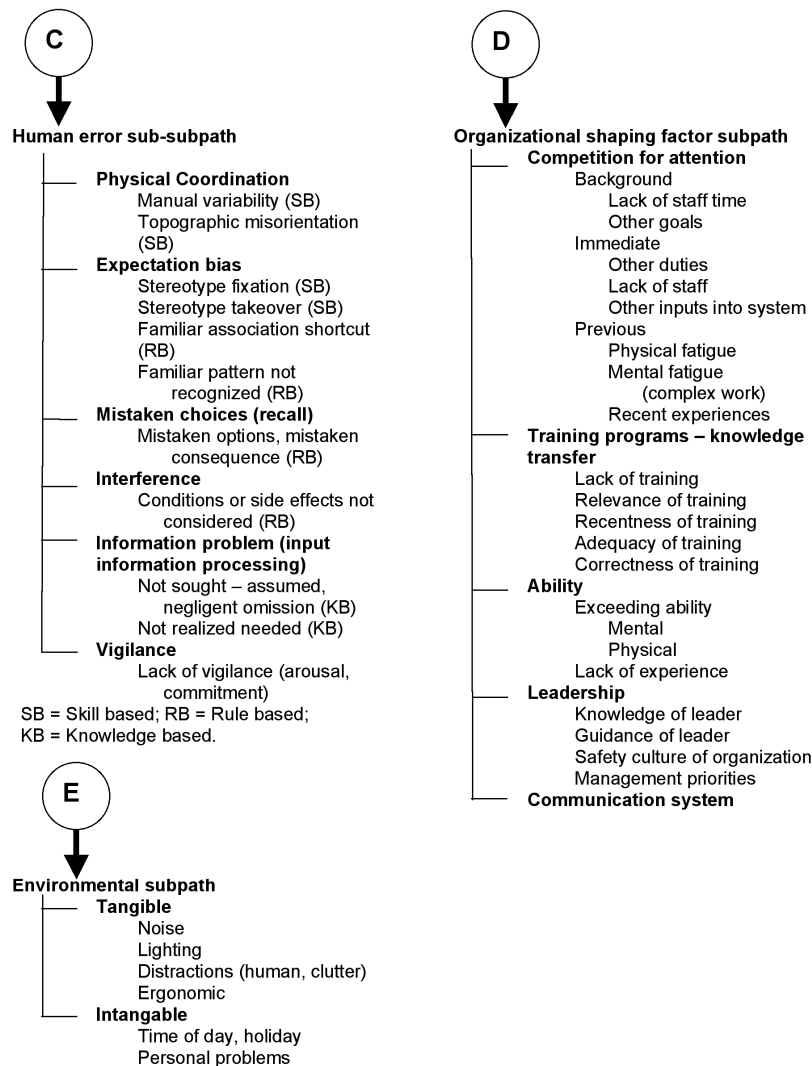 C
Human error sub-subpath
Physical Coordination
Manual variability (SB)
Topographic misorientation
(SB)
Expectation bias
Stereotype fixation (SB)
Stereotype takeover (SB)
Familiar association shortcut
(RB)
Familiar pattern not
recognized (RB)
Mistaken choices (recall)
Mistaken options, mistaken
consequence (RB)
Interference
Conditions or side effects not
considered (RB)
Information problem (input
information processing)
Not sought – assumed,
negligent omission (KB)
Not realized needed (KB)
Vigilance
Lack of vigilance (arousal,
commitment)
SB = Skill based; RB = Rule based;
KB = Knowledge based.
E
Environmental subpath
Tangible
Noise
Lighting
Distractions (human, clutter)
Ergonomic
Intangable
Time of day, holiday
Personal problems
D
Organizational shaping factor subpath
Competition for attention
Background
Lack of staff time
Other goals
Immediate
Other duties
Lack of staff
Other inputs into system
Previous
Physical fatigue
Mental fatigue
(complex work)
Recent experiences
Training programs – knowledge
transfer
Lack of training
Relevance of training
Recentness of training
Adequacy of training
Correctness of training
Ability
Exceeding ability
Mental
Physical
Lack of experience
Leadership
Knowledge of leader
Guidance of leader
Safety culture of organization
Management priorities
Communication system